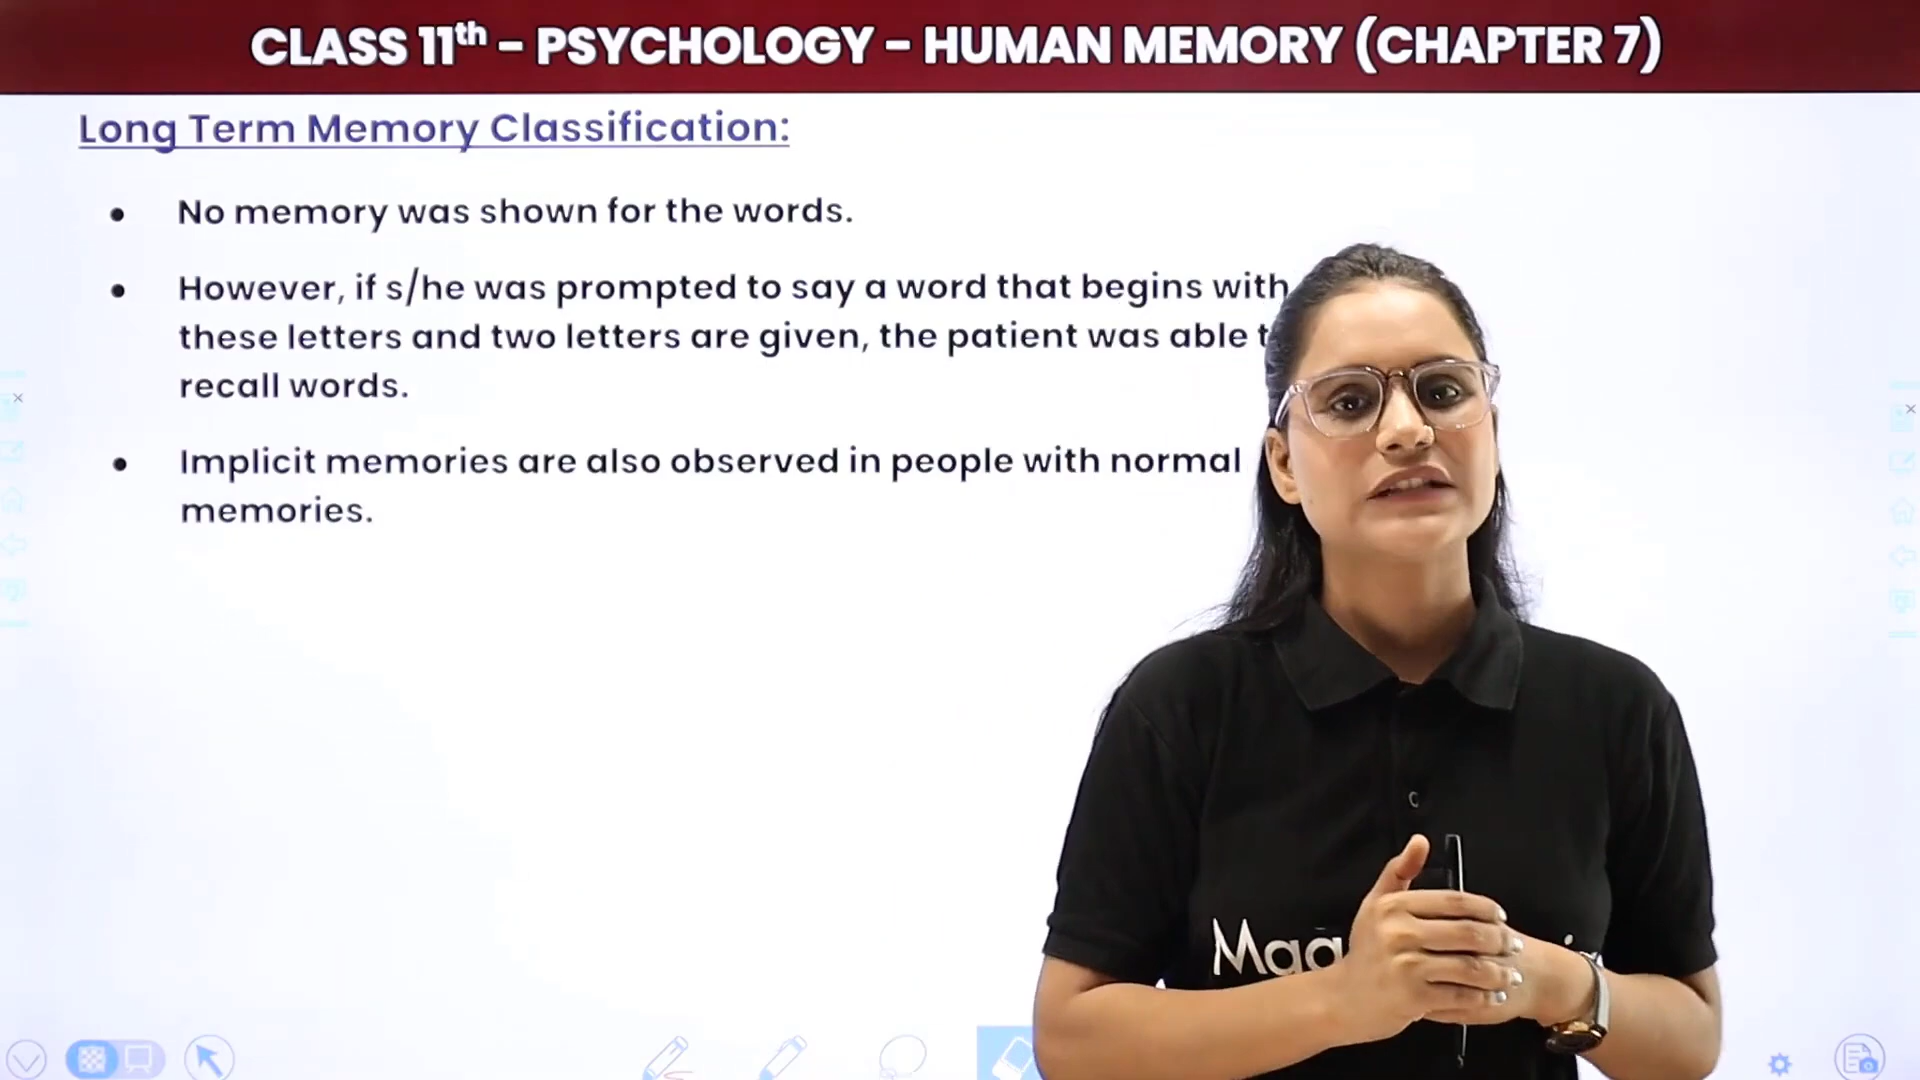 CLASS 11th – PSYCHOLOGY – HUMAN MEMORY (CHAPTER 7)
Long Term Memory Classification:
• No memory was shown for the words.
• However, if s/he was prompted to say a word that begins with
these letters and two letters are given, the patient was able
recall words.
• Implicit memories are also observed in people with normal
memories.